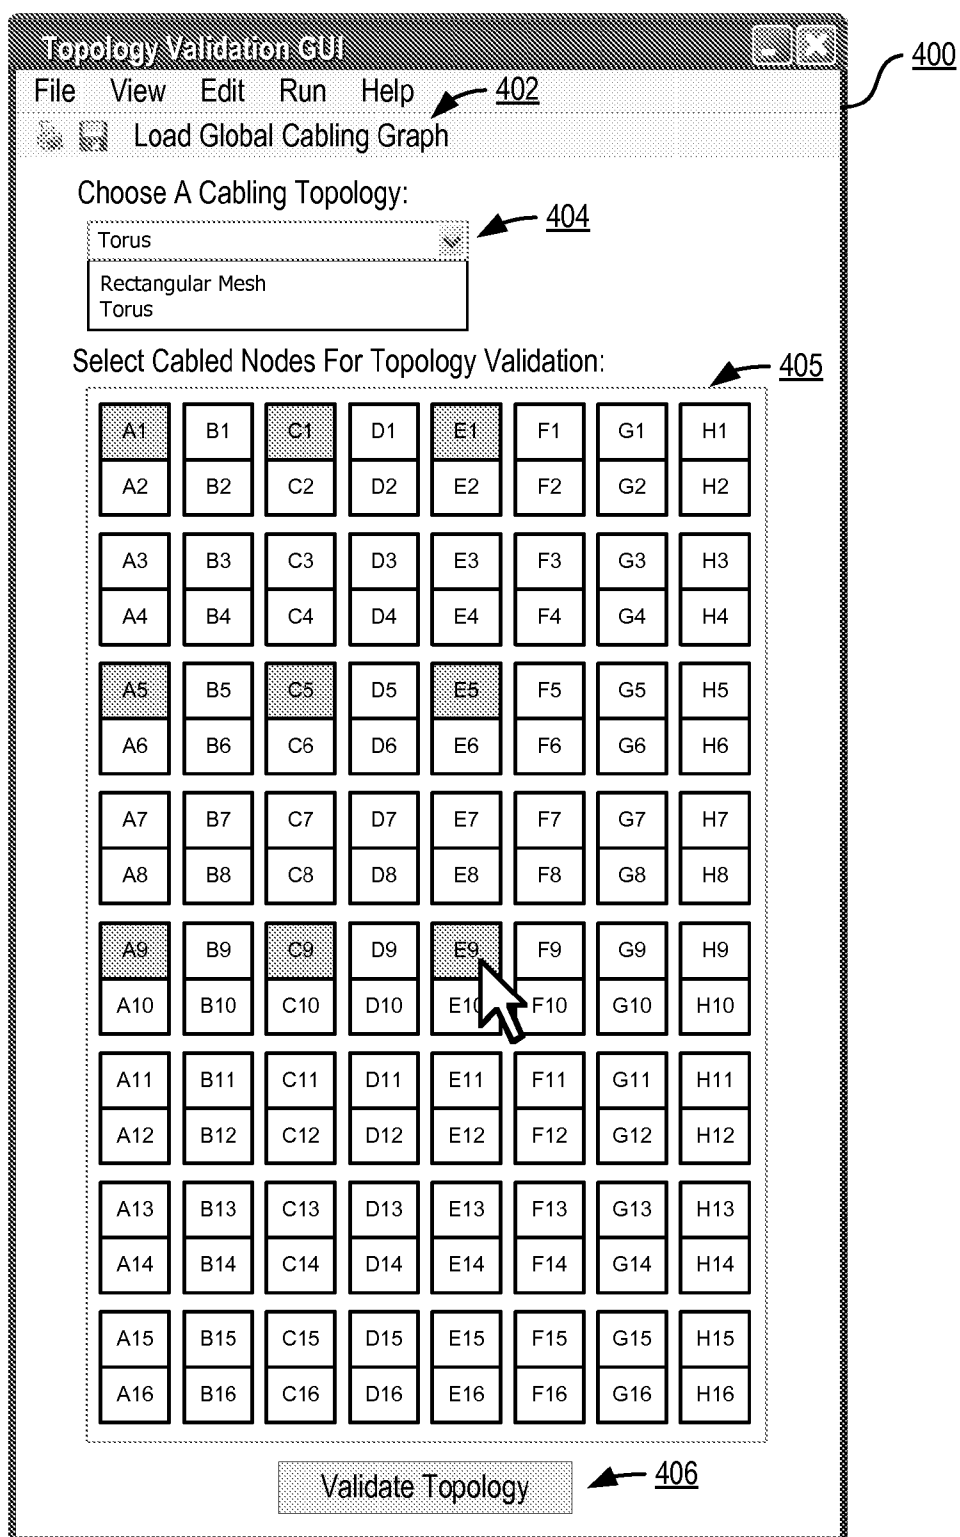 Topology Validation GUI
400
File View Edit Run Help
402
Load Global Cabling Graph
Choose A Cabling Topology:
Torus
404
Rectangular Mesh
Torus
Select Cabled Nodes For Topology Validation:
405
A1 B1 C1 D1 E1 F1 G1 H1
A2 B2 C2 D2 E2 F2 G2 H2
A3 B3 C3 D3 E3 F3 G3 H3
A4 B4 C4 D4 E4 F4 G4 H4
A5 B5 C5 D5 E5 F5 G5 H5
A6 B6 C6 D6 E6 F6 G6 H6
A7 B7 C7 D7 E7 F7 G7 H7
A8 B8 C8 D8 E8 F8 G8 H8
A9 B9 C9 D9 E9 F9 G9 H9
A10 B10 C10 D10 E10 F10 G10 H10
A11 B11 C11 D11 E11 F11 G11 H11
A12 B12 C12 D12 E12 F12 G12 H12
A13 B13 C13 D13 E13 F13 G13 H13
A14 B14 C14 D14 E14 F14 G14 H14
A15 B15 C15 D15 E15 F15 G15 H15
A16 B16 C16 D16 E16 F16 G16 H16
Validate Topology
406